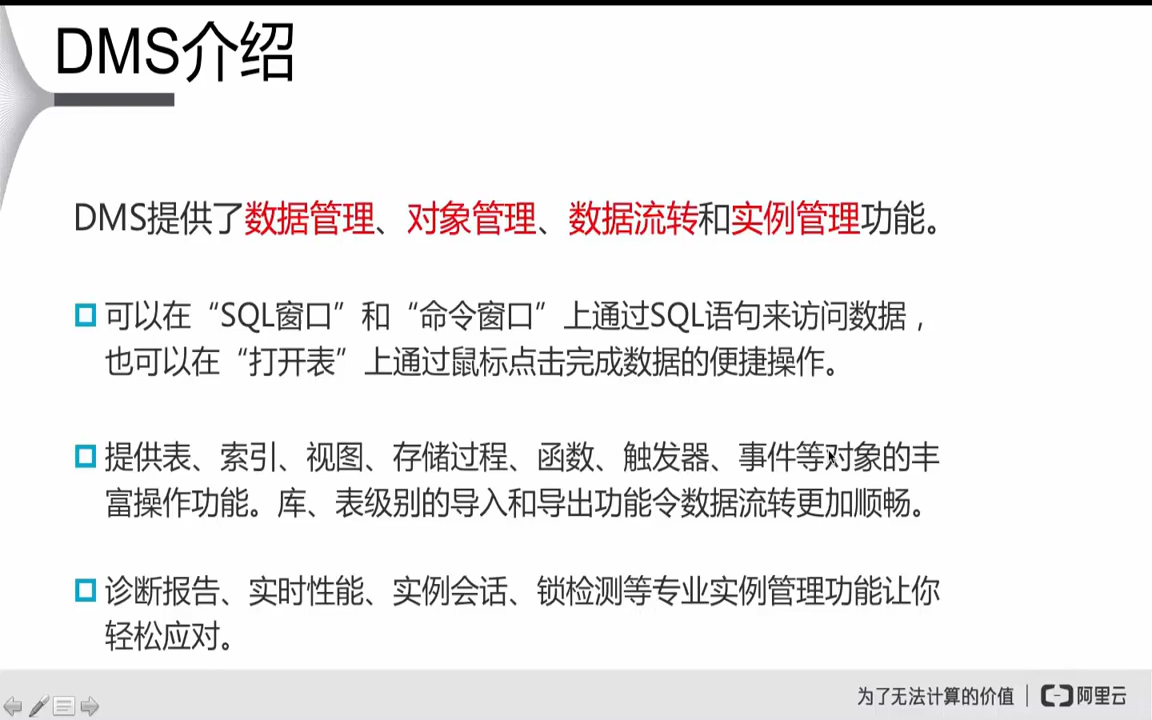 DMS介绍
DMS提供了数据管理、对象管理、数据流转和实例管理功能。
可以在“SQL窗口”和“命令窗口”上通过SQL语句来访问数据，
也可以在“打开表”上通过鼠标点击完成数据的便捷操作。
提供表、索引、视图、存储过程、函数、触发器、事件等对象的丰
富操作功能。库、表级别的导入和导出功能令数据流转更加顺畅。
诊断报告、实时性能、实例会话、锁检测等专业实例管理功能让你
轻松应对。
为了无法计算的价值 | 阿里云